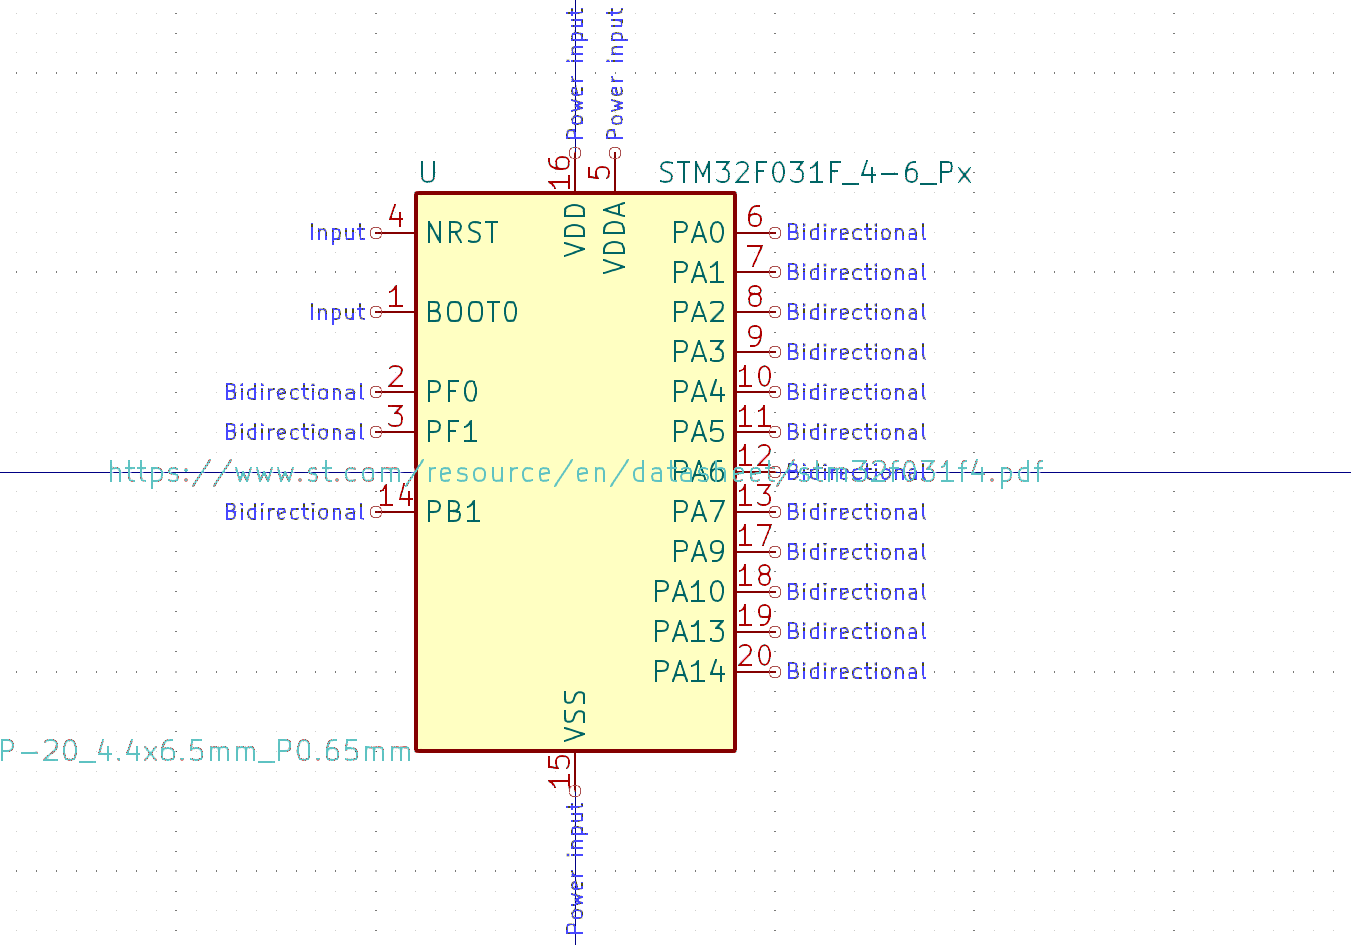 Power input Power input
16 5
U STM32F031F_4-6_Px
VDD VDDA
Input 4 NRST PA0 6 Bidirectional
PA1 7 Bidirectional
Input 1 BOOT0 PA2 8 Bidirectional
PA3 9 Bidirectional
Bidirectional 2 PF0 PA4 10 Bidirectional
Bidirectional 3 PF1 PA5 11 Bidirectional
https://www.st.com/resource/en/datasheet/stm32f031f4.pdf
PA6 12 Bidirectional
Bidirectional 14 PB1 PA7 13 Bidirectional
PA9 17 Bidirectional
PA10 18 Bidirectional
PA13 19 Bidirectional
PA14 20 Bidirectional
VSS
P-20_4.4x6.5mm_P0.65mm
15
Power input